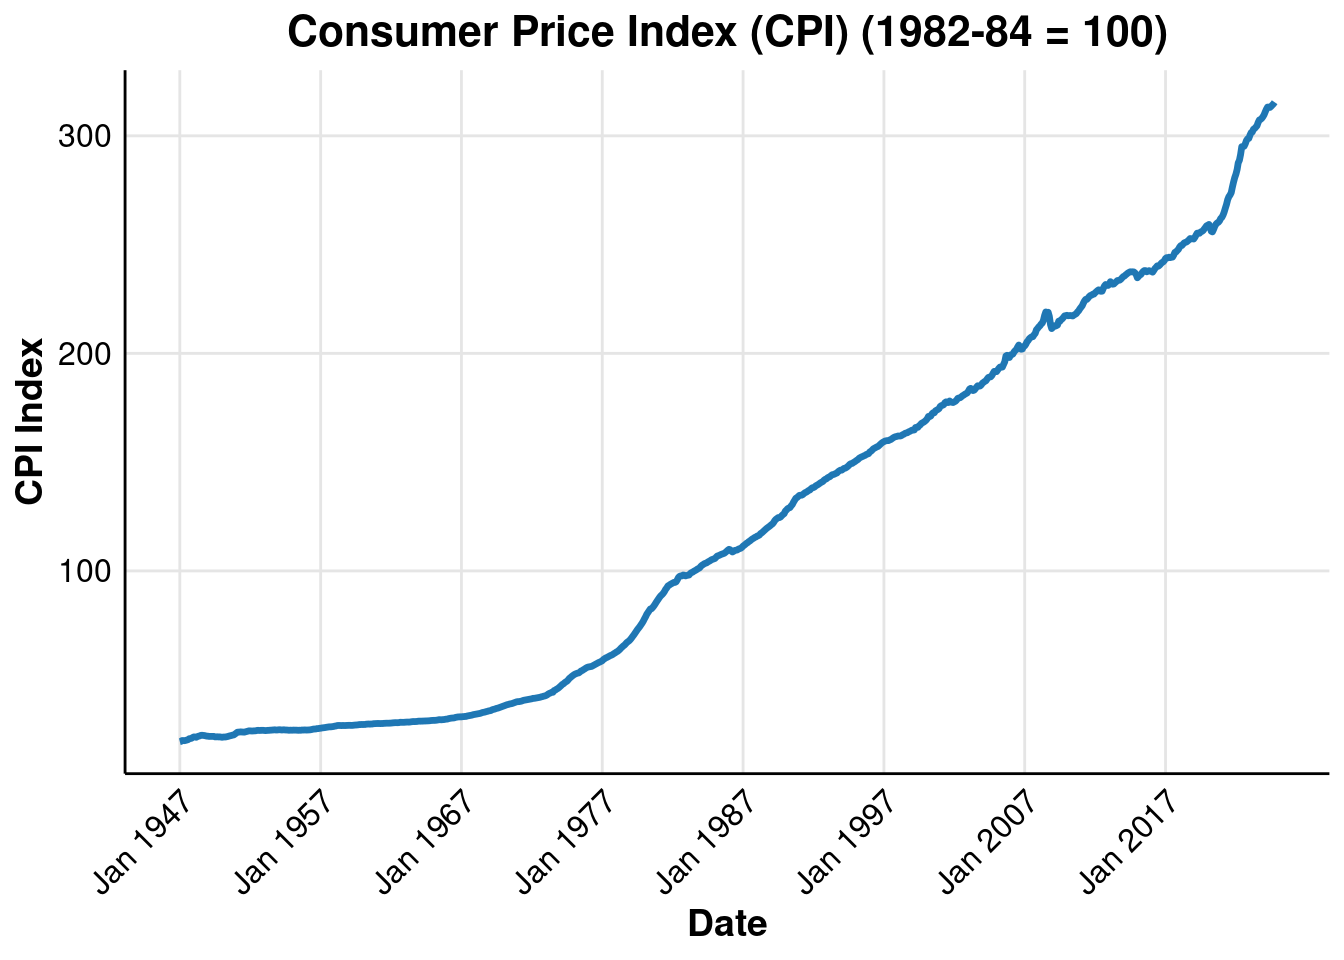 Consumer Price Index (CPI) (1982-84 = 100)
CPI Index
300
200
100
Jan 1947
Jan 1957
Jan 1967
Jan 1977
Jan 1987
Jan 1997
Jan 2007
Jan 2017
Date